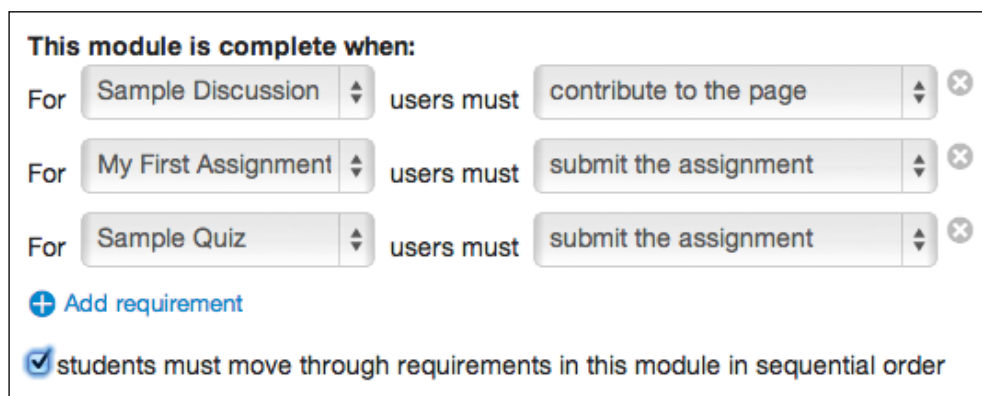 This module is complete when:
For Sample Discussion users must contribute to the page
For My First Assignment users must submit the assignment
For Sample Quiz users must submit the assignment
Add requirement
students must move through requirements in this module in sequential order